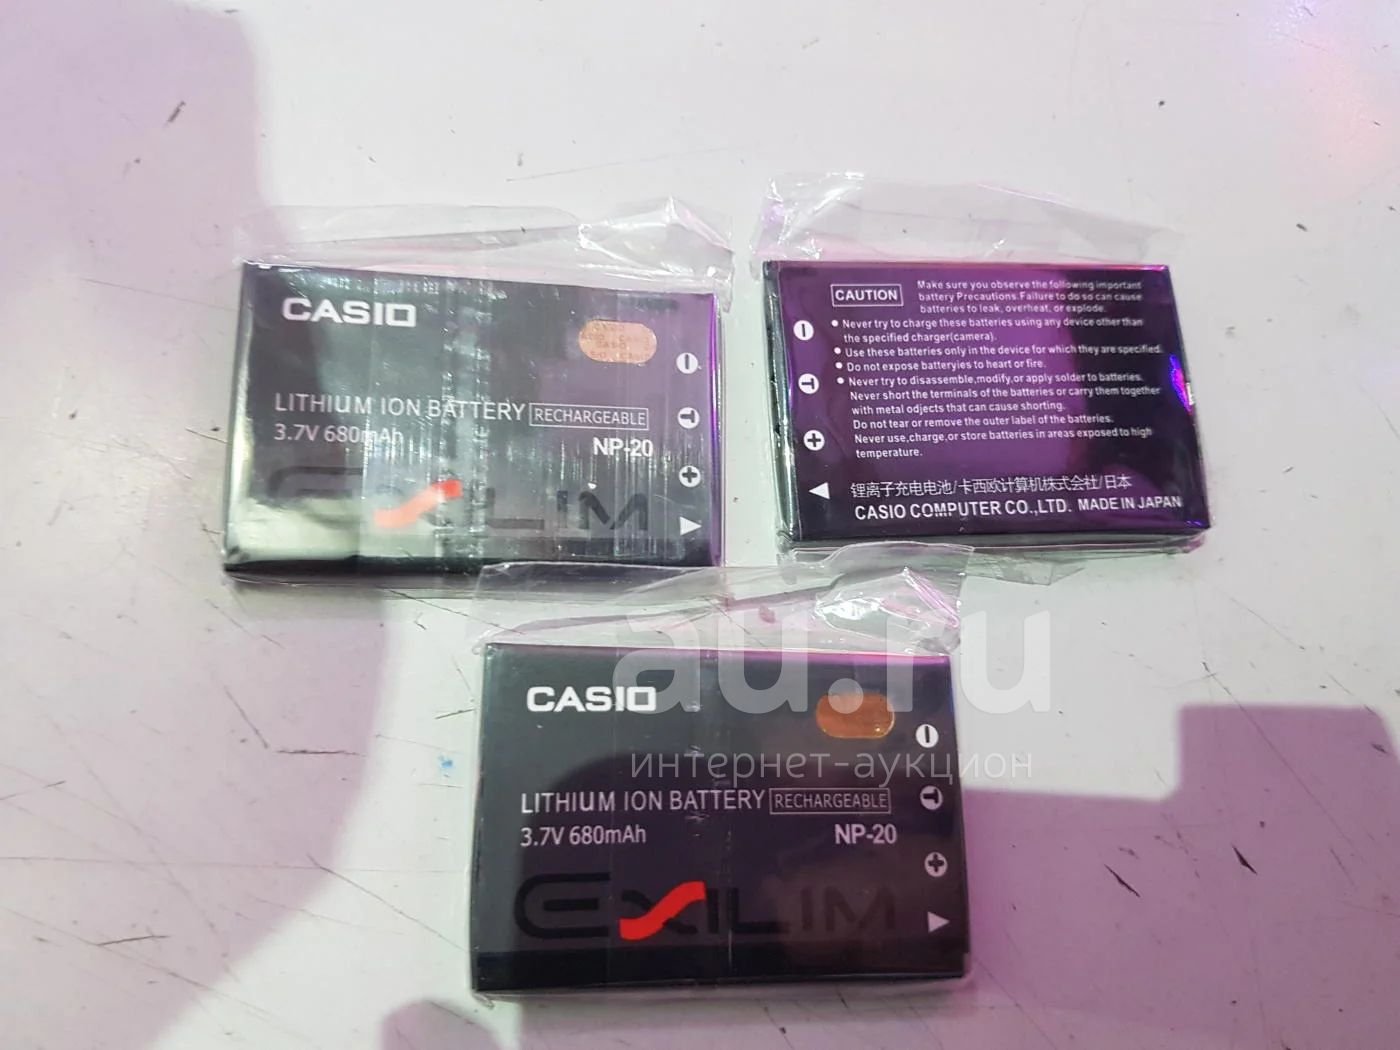 CASIO
CASIO
LITHIUM ION BATTERY RECHARGEABLE
3.7V 680mAh NP-20
EXILIM
CAUTION
Make sure you observe the following important
battery Precautions.Failure to do so can cause
batteries to leak, overheat, or explode.
Never try to charge these batteries using any device other than
the specified charger(camera).
Use these batteries only in the device for which they are specified.
Do not expose batteryies to heart or fire.
Never try to disassemble,modify,or apply solder to batteries.
Never short the terminals of the batteries or carry them together
with metal odjects that can cause shorting.
Do not tear or remove the outer label of the batteries.
Never use,charge,or store batteries in areas exposed to high
temperature.
锂离子充电电池/卡西欧计算机株式会社/日本
CASIO COMPUTER CO.,LTD. MADE IN JAPAN
au.ru
интернет-аукцион
CASIO
LITHIUM ION BATTERY RECHARGEABLE
3.7V 680mAh NP-20
EXILIM